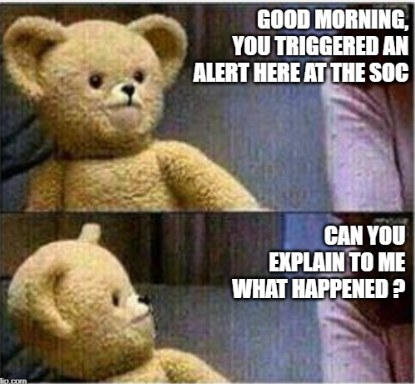 GOOD MORNING,
YOU TRIGGERED AN
ALERT HERE AT THE SOC
CAN YOU
EXPLAIN TO ME
WHAT HAPPENED ?